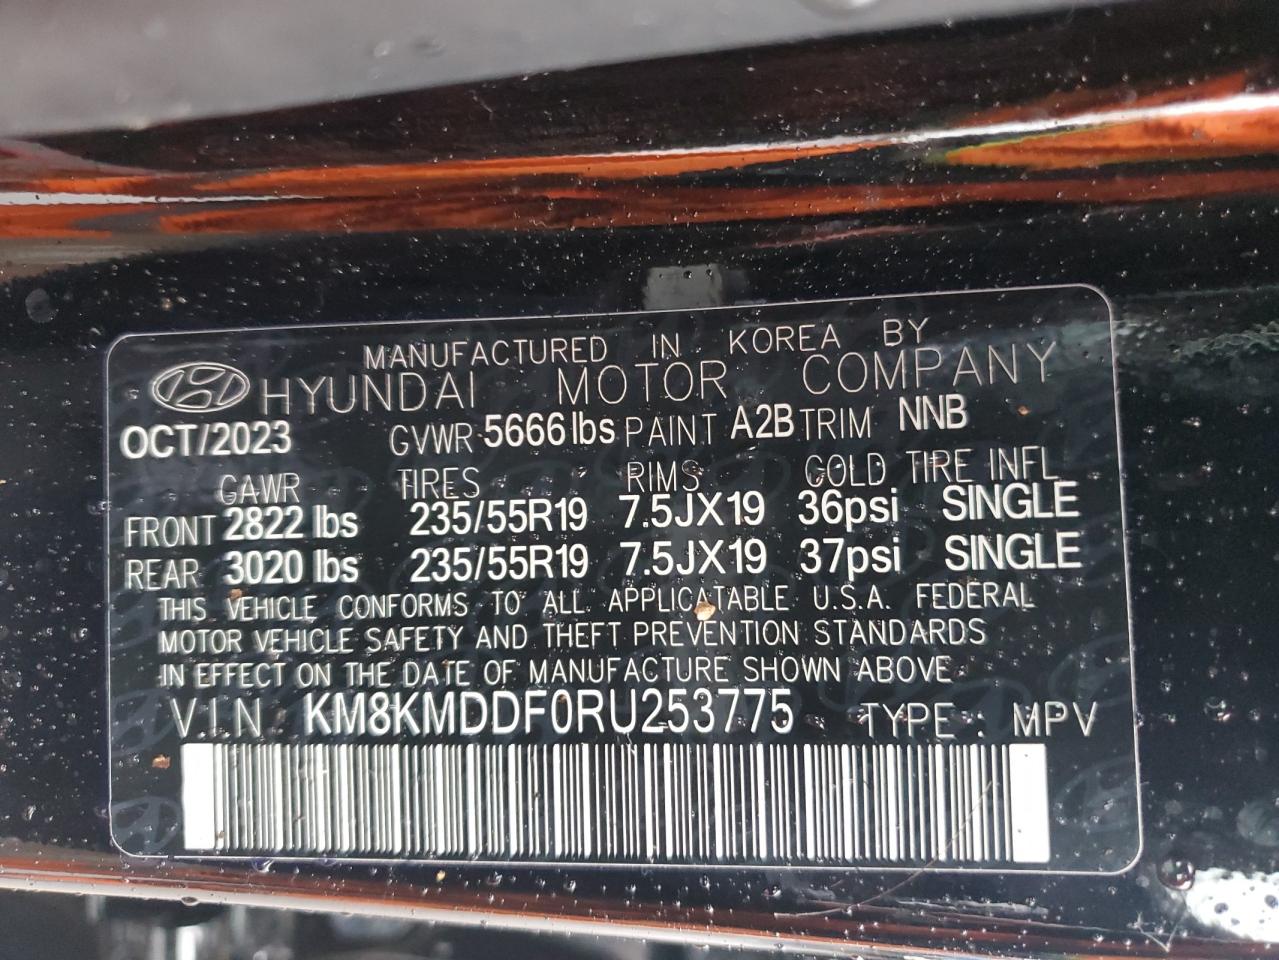 MANUFACTURED IN KOREA BY
HYUNDAI MOTOR COMPANY
OCT/2023 GVWR 5666 lbs PAINT A2B TRIM NNB
GAWR TIRES RIMS COLD TIRE INFL
FRONT 2822 lbs 235/55R19 7.5JX19 36psi SINGLE
REAR 3020 lbs 235/55R19 7.5JX19 37psi SINGLE
THIS VEHICLE CONFORMS TO ALL APPLICATABLE U.S.A. FEDERAL
MOTOR VEHICLE SAFETY AND THEFT PREVENTION STANDARDS
IN EFFECT ON THE DATE OF MANUFACTURE SHOWN ABOVE
V.I.N KM8KMDDF0RU253775 TYPE : MPV